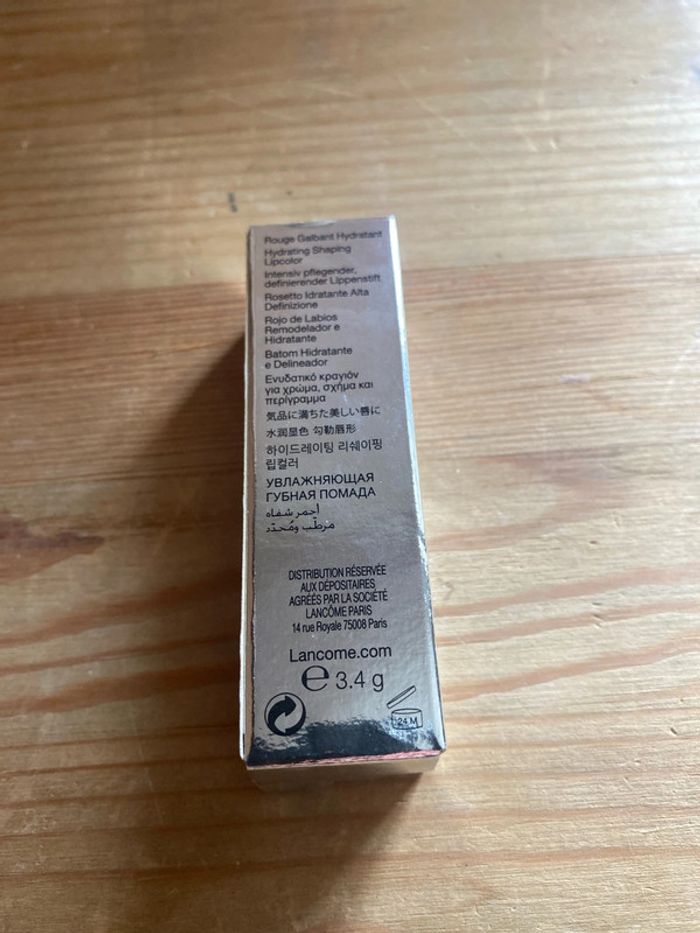 Rouge Galbant Hydratant
Hydrating Shaping
Lipcolor
Intensiv pflegender,
definierender Lippenstift
Rosetto Idratante Alta
Definizione
Rojo de Labios
Remodelador e
Hidratante
Batom Hidratante
e Delineador
Ενυδατικό κραγιόν
για χρώμα, σχήμα και
περίγραμμα
気品に満ちた美しい唇に
水润呈色 勾勒唇形
하이드레이팅 리쉐이핑
립컬러
УВЛАЖНЯЮЩАЯ
ГУБНАЯ ПОМАДА
أحمر شفاه
مرطّب ومُحدّد
DISTRIBUTION RÉSERVÉE
AUX DÉPOSITAIRES
AGRÉÉS PAR LA SOCIÉTÉ
LANCÔME PARIS
14 rue Royale 75008 Paris
Lancome.com
℮ 3.4 g
24 M